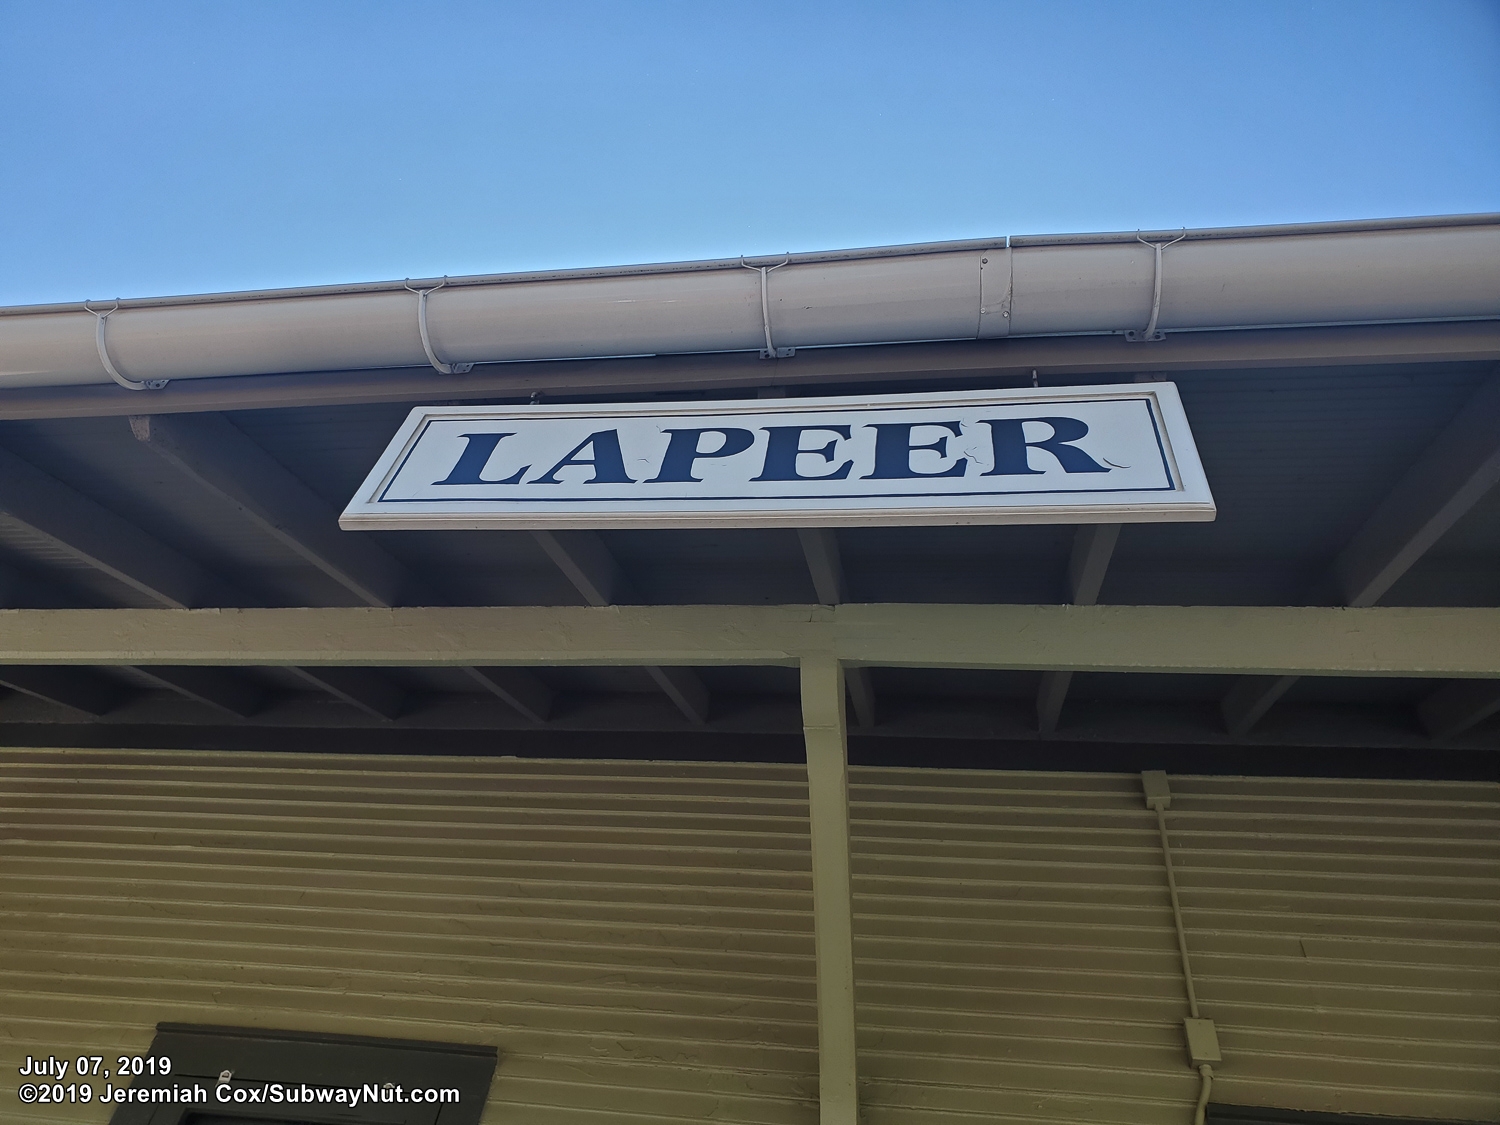 LAPEER
July 07, 2019
©2019 Jeremiah Cox/SubwayNut.com